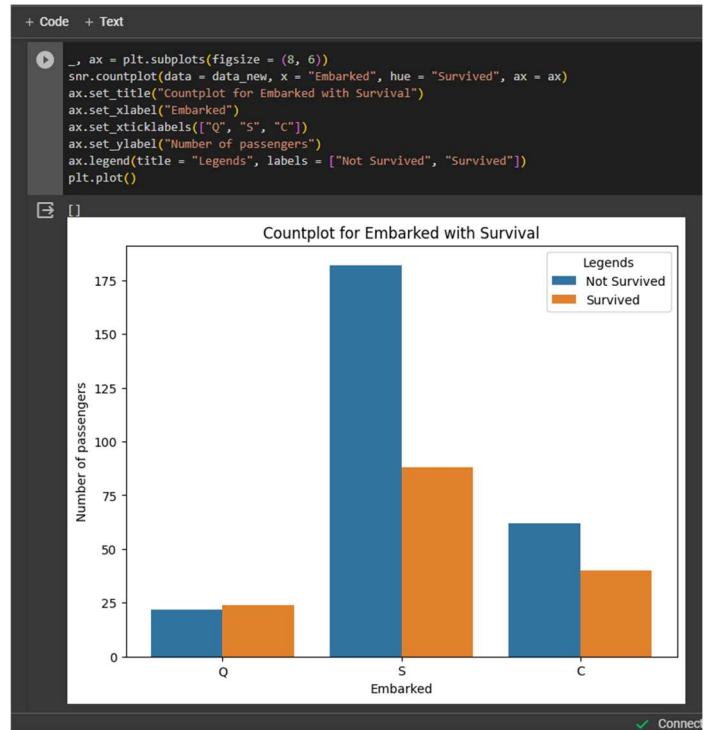 + Code + Text
_, ax = plt.subplots(figsize = (8, 6))
snr.countplot(data = data_new, x = "Embarked", hue = "Survived", ax = ax)
ax.set_title("Countplot for Embarked with Survival")
ax.set_xlabel("Embarked")
ax.set_xticklabels(["Q", "S", "C"])
ax.set_ylabel("Number of passengers")
ax.legend(title = "Legends", labels = ["Not Survived", "Survived"])
plt.plot()
[]
Countplot for Embarked with Survival
Legends
Not Survived
Survived
175
150
125
100
75
50
25
0
Number of passengers
Q S C
Embarked
Connect